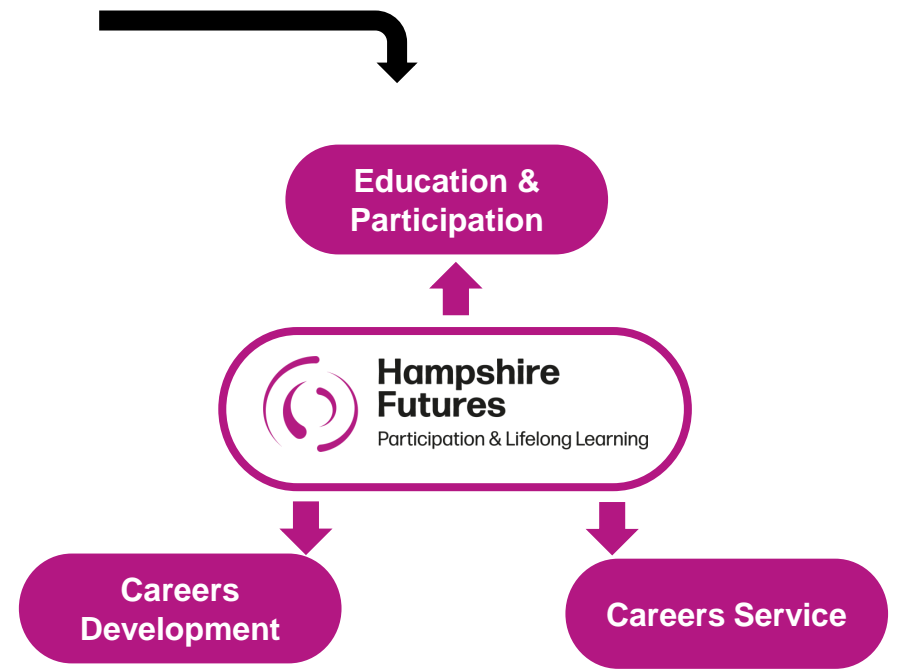 Education &
Participation
Hampshire
Futures
Participation & Lifelong Learning
Careers
Development
Careers Service